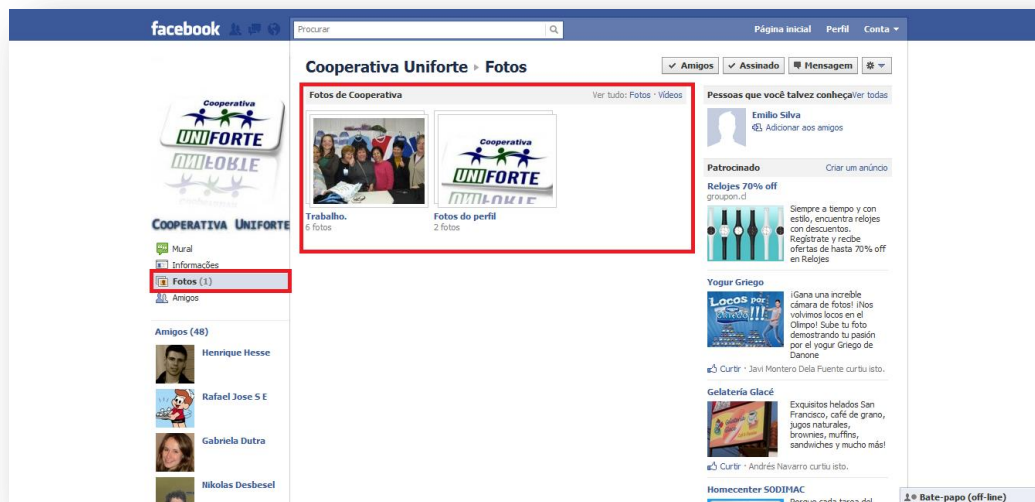 facebook
Procurar
Página inicial Perfil Conta
Cooperativa
UNIFORTE
COOPERATIVA UNIFORTE
Mural
Informações
Fotos (1)
Amigos
Amigos (48)
Henrique Hesse
Rafael Jose S E
Gabriela Dutra
Nikolas Desbesel
Cooperativa Uniforte ▸ Fotos
Amigos Assinado Mensagem
Fotos de Cooperativa Ver tudo: Fotos · Vídeos
Cooperativa
UNIFORTE
Trabalho.
6 fotos
Fotos do perfil
2 fotos
Pessoas que você talvez conheça Ver todas
Emilio Silva
Adicionar aos amigos
Patrocinado Criar um anúncio
Relojes 70% off
groupon.cl
Siempre a tiempo y con
estilo, encuentra relojes
con descuentos.
Regístrate y recibe
ofertas de hasta 70% off
en Relojes
Yogur Griego
Locos por
¡Gana una increíble
cámara de fotos! ¡Nos
volvimos locos en el
Olimpo! Sube tu foto
demostrando tu pasión
por el yogur Griego de
Danone
Curtir · Javi Montero Dela Fuente curtiu isto.
Gelatería Glacé
Exquisitos helados San
Francisco, café de grano,
jugos naturales,
brownies, muffins,
sandwiches y mucho más!
Curtir · Andrés Navarro curtiu isto.
Homecenter SODIMAC
Porque cada tarea del
Bate-papo (off-line)